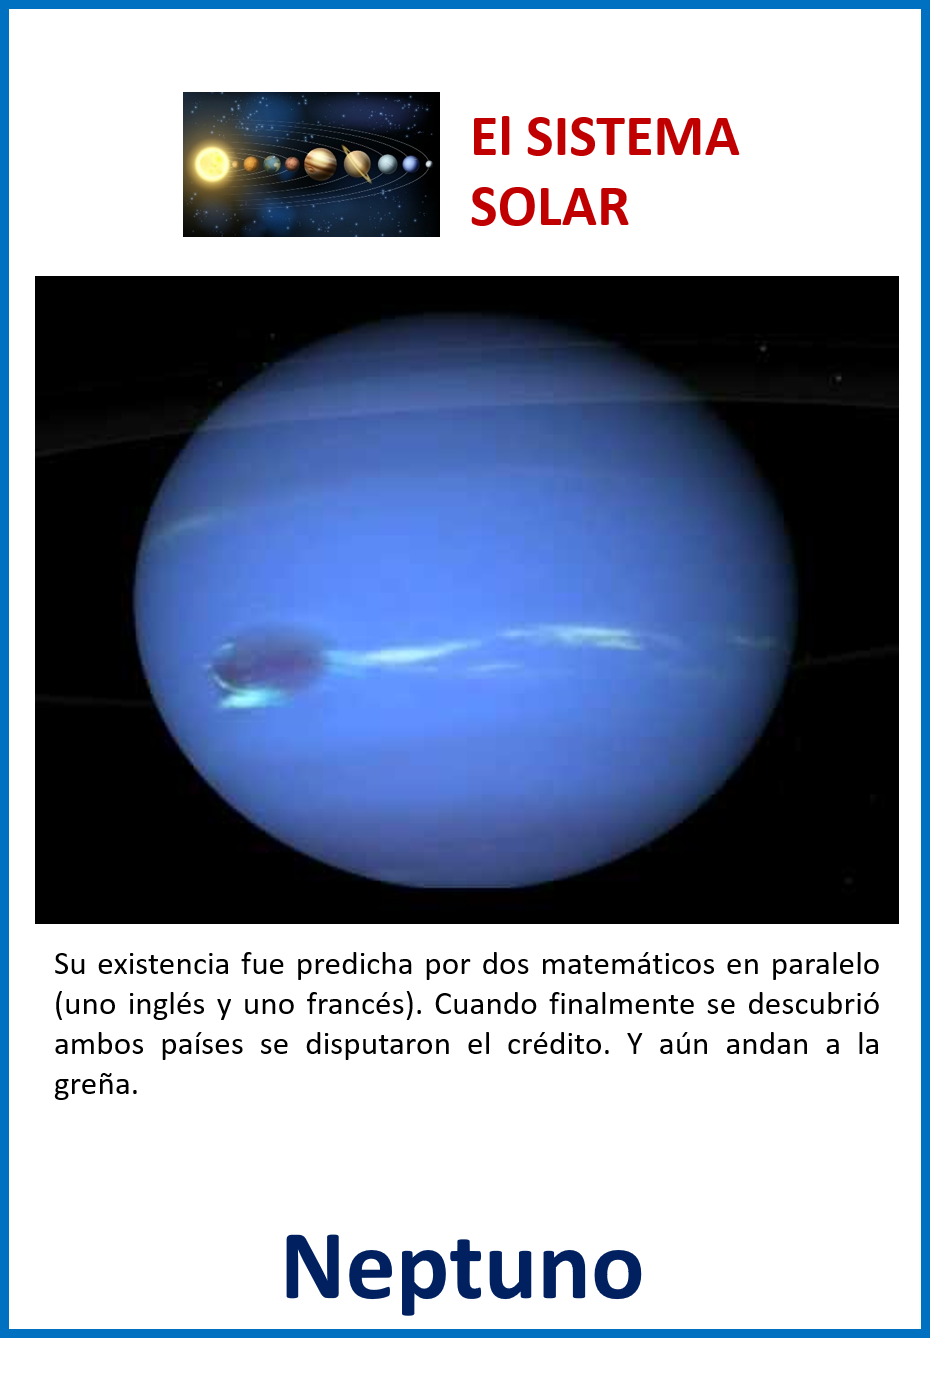 El SISTEMA
SOLAR
Su existencia fue predicha por dos matemáticos en paralelo
(uno inglés y uno francés). Cuando finalmente se descubrió
ambos países se disputaron el crédito. Y aún andan a la
greña.
Neptuno